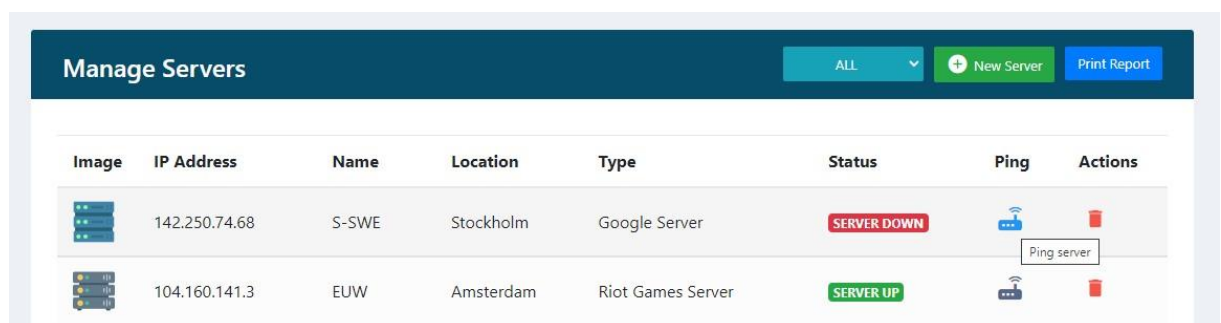 Manage Servers ALL New Server Print Report
Image IP Address Name Location Type Status Ping Actions
142.250.74.68 S-SWE Stockholm Google Server SERVER DOWN
Ping server
104.160.141.3 EUW Amsterdam Riot Games Server SERVER UP